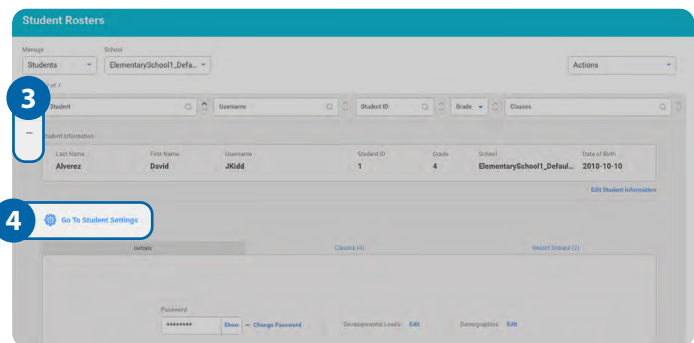 Student Rosters
Manage School
Students ElementarySchool1_Defa... Actions
3
Student Username Student ID Grade Classes
Student Information
Last Name First Name Username Student ID Grade School Date of Birth
Alverez David JKidd 1 4 ElementarySchool1_Defaul... 2010-10-10
Edit Student Information
4 Go To Student Settings
Details Classes (4) Report Groups (2)
Password
******** Show — Change Password Developmental Levels: Edit Demographics: Edit